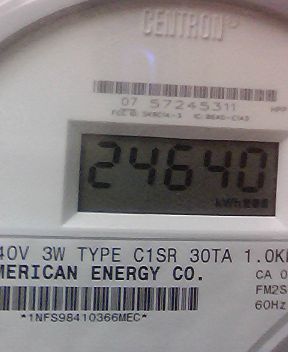 CENTRON
07 57245311
24640
kWh
40V 3W TYPE C1SR 30TA 1.0K
MERICAN ENERGY CO.
CA 0
FM2S
60Hz
*1NFS98410366MEC*